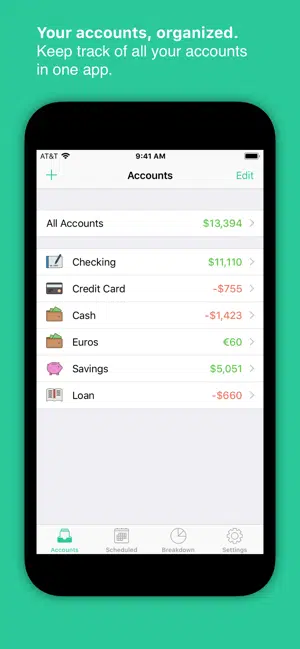 Your accounts, organized.
Keep track of all your accounts
in one app.
AT&T 9:41 AM
+ Accounts Edit
All Accounts $13,394
Checking $11,110
Credit Card -$755
Cash -$1,423
Euros €60
Savings $5,051
Loan -$660
Accounts Scheduled Breakdown Settings